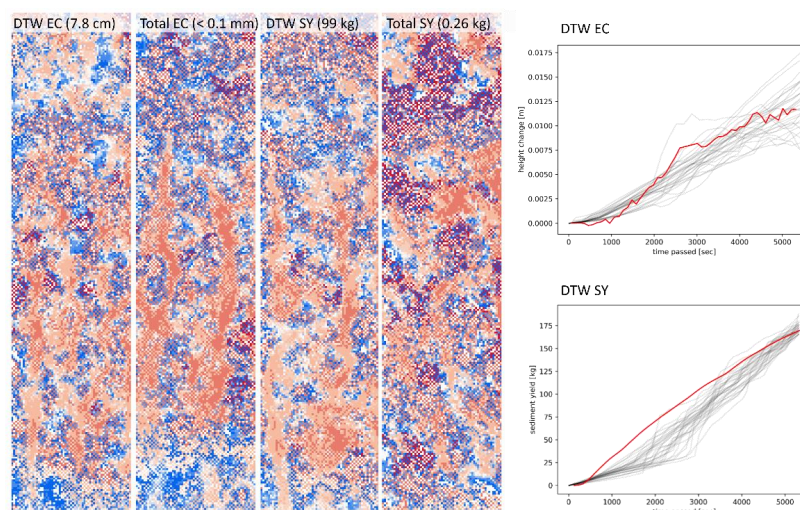 DTW EC (7.8 cm)
Total EC (< 0.1 mm)
DTW SY (99 kg)
Total SY (0.26 kg)
DTW EC
height change [m]
0.0175
0.0150
0.0125
0.0100
0.0075
0.0050
0.0025
0.0000
0 1000 2000 3000 4000 5000
time passed [sec]
DTW SY
sediment yield [kg]
175
150
125
100
75
50
25
0
0 1000 2000 3000 4000 5000